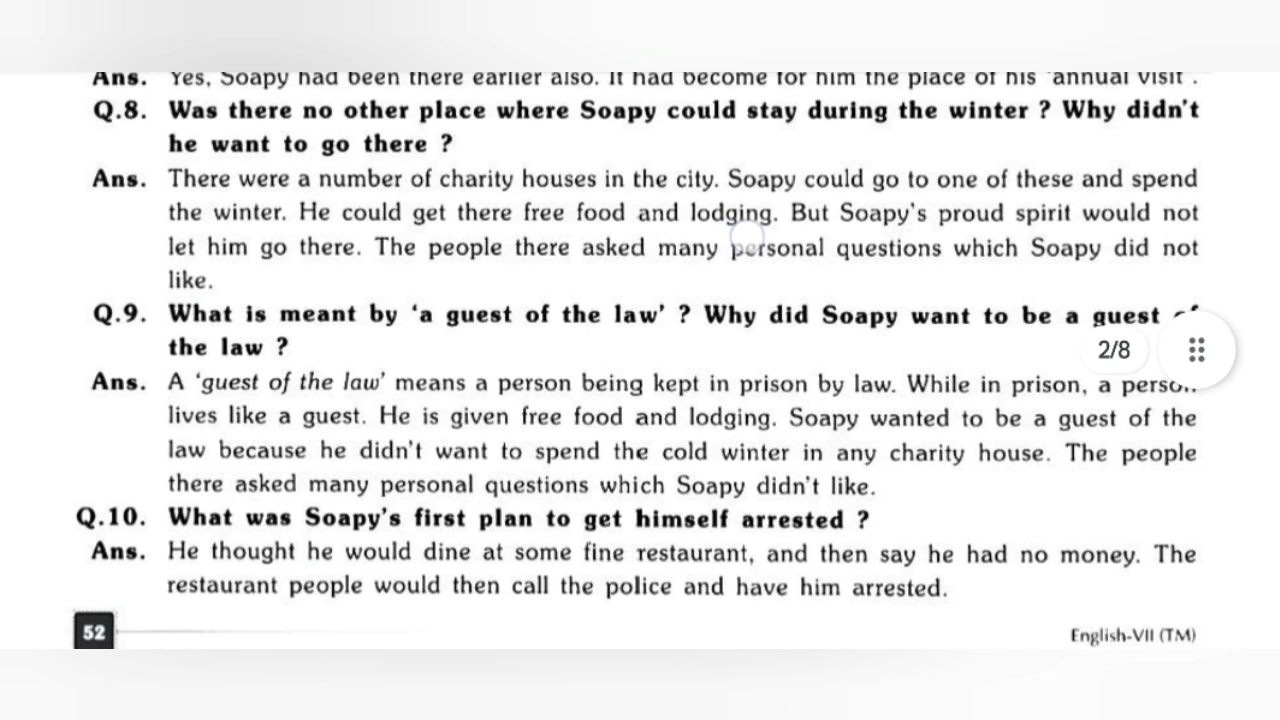 Ans. Yes, Soapy had been there earlier also. It had become for him the place of his 'annual visit'.
Q.8. Was there no other place where Soapy could stay during the winter ? Why didn't
he want to go there ?
Ans. There were a number of charity houses in the city. Soapy could go to one of these and spend
the winter. He could get there free food and lodging. But Soapy's proud spirit would not
let him go there. The people there asked many personal questions which Soapy did not
like.
Q.9. What is meant by 'a guest of the law' ? Why did Soapy want to be a guest of
the law ?
2/8
Ans. A 'guest of the law' means a person being kept in prison by law. While in prison, a person
lives like a guest. He is given free food and lodging. Soapy wanted to be a guest of the
law because he didn't want to spend the cold winter in any charity house. The people
there asked many personal questions which Soapy didn't like.
Q.10. What was Soapy's first plan to get himself arrested ?
Ans. He thought he would dine at some fine restaurant, and then say he had no money. The
restaurant people would then call the police and have him arrested.
52
English-VII (TM)